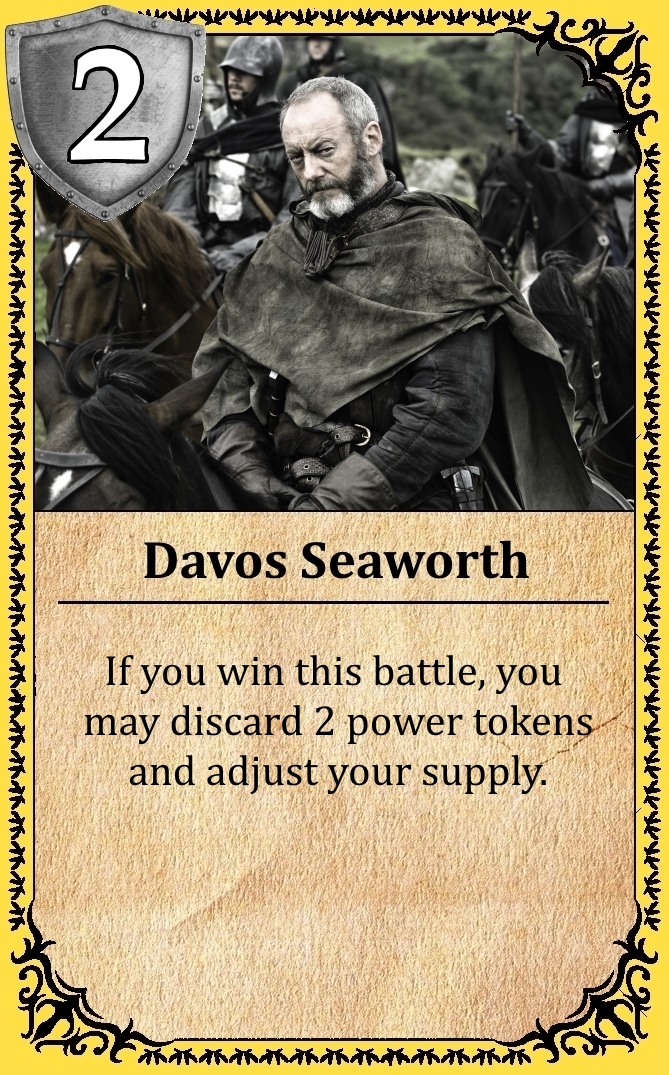 2
Davos Seaworth
If you win this battle, you
may discard 2 power tokens
and adjust your supply.